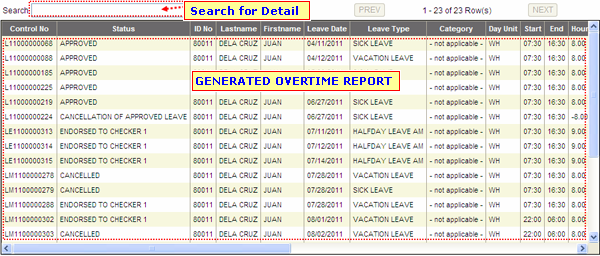 Search: Search for Detail PREV 1 - 23 of 23 Row(s) NEXT
Control No Status ID No Lastname Firstname Leave Date Leave Type Category Day Unit Start End Hour
L11000000068 APPROVED 80011 DELA CRUZ JUAN 04/11/2011 SICK LEAVE - not applicable - WH 07:30 16:30 8.00
L11000000088 APPROVED 80011 DELA CRUZ JUAN 04/12/2011 VACATION LEAVE - not applicable - WH 07:30 16:30 8.00
L11000000185 APPROVED - not applicable - WH 07:30 16:30 8.00
GENERATED OVERTIME REPORT
L11000000225 APPROVED - not applicable - WH 07:30 16:30 8.00
L11000000219 APPROVED 80011 DELA CRUZ JUAN 06/27/2011 SICK LEAVE - not applicable - WH 07:30 16:30 8.00
L11000000224 CANCELLATION OF APPROVED LEAVE 80011 DELA CRUZ JUAN 06/27/2011 SICK LEAVE - not applicable - WH 07:30 16:30 -8.00
LE1100000313 ENDORSED TO CHECKER 1 80011 DELA CRUZ JUAN 07/11/2011 HALFDAY LEAVE AM - not applicable - WH 07:30 16:30 9.00
LE1100000314 ENDORSED TO CHECKER 1 80011 DELA CRUZ JUAN 07/12/2011 HALFDAY LEAVE AM - not applicable - WH 07:30 16:30 9.00
LE1100000315 ENDORSED TO CHECKER 1 80011 DELA CRUZ JUAN 07/14/2011 HALFDAY LEAVE AM - not applicable - WH 07:30 16:30 9.00
LM1100000278 CANCELLED 80011 DELA CRUZ JUAN 07/28/2011 VACATION LEAVE - not applicable - WH 07:30 16:30 8.00
LM1100000279 CANCELLED 80011 DELA CRUZ JUAN 07/28/2011 SICK LEAVE - not applicable - WH 07:30 16:30 8.00
LM1100000288 ENDORSED TO CHECKER 1 80011 DELA CRUZ JUAN 07/28/2011 VACATION LEAVE - not applicable - WH 07:30 16:30 8.00
LM1100000302 ENDORSED TO CHECKER 1 80011 DELA CRUZ JUAN 08/01/2011 VACATION LEAVE - not applicable - WH 22:00 06:00 8.00
LM1100000303 CANCELLED 80011 DELA CRUZ JUAN 08/02/2011 VACATION LEAVE - not applicable - WH 22:00 06:00 8.00